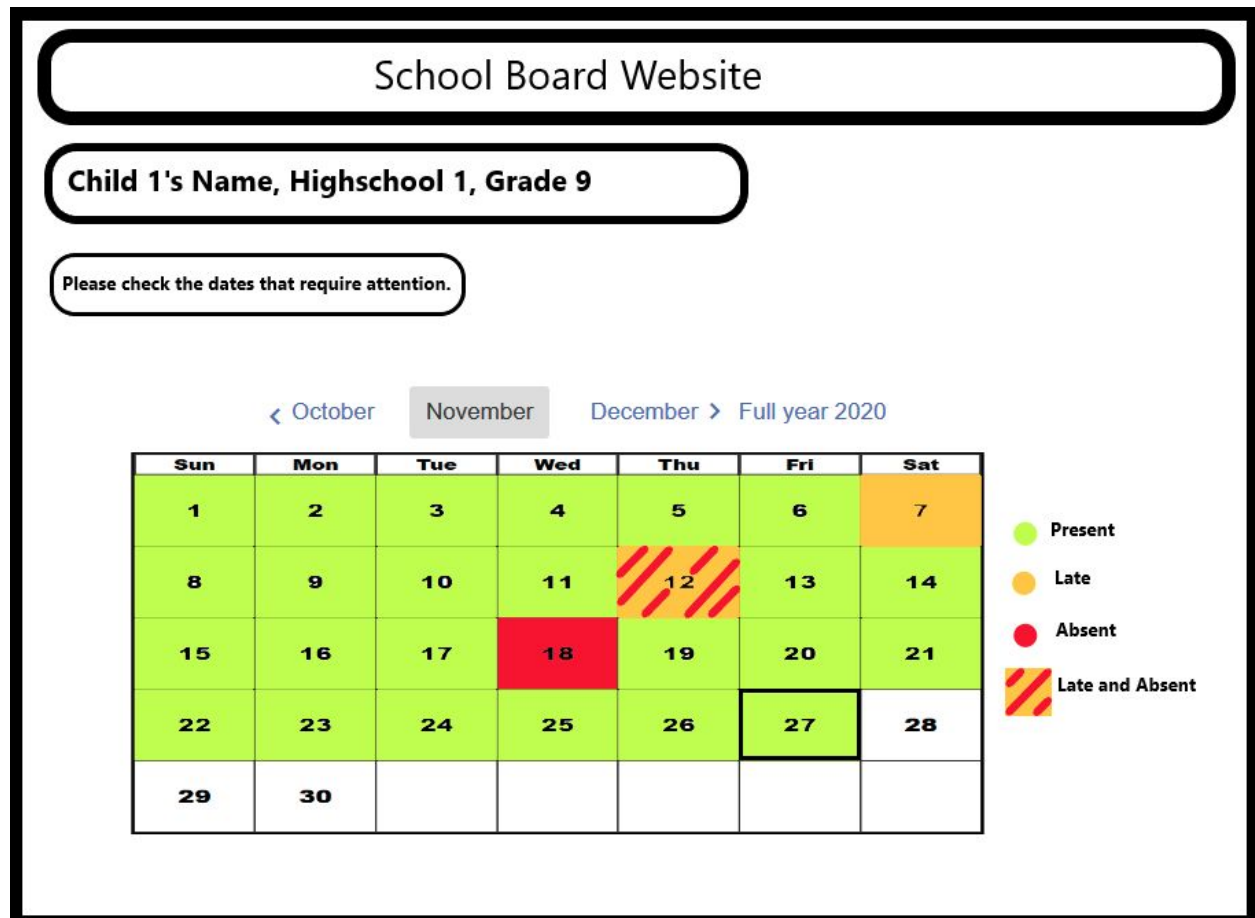 School Board Website
Child 1's Name, Highschool 1, Grade 9
Please check the dates that require attention.
< October November December > Full year 2020
Sun Mon Tue Wed Thu Fri Sat
1 2 3 4 5 6 7
Present
8 9 10 11 12 13 14
Late
15 16 17 18 19 20 21
Absent
22 23 24 25 26 27 28
Late and Absent
29 30